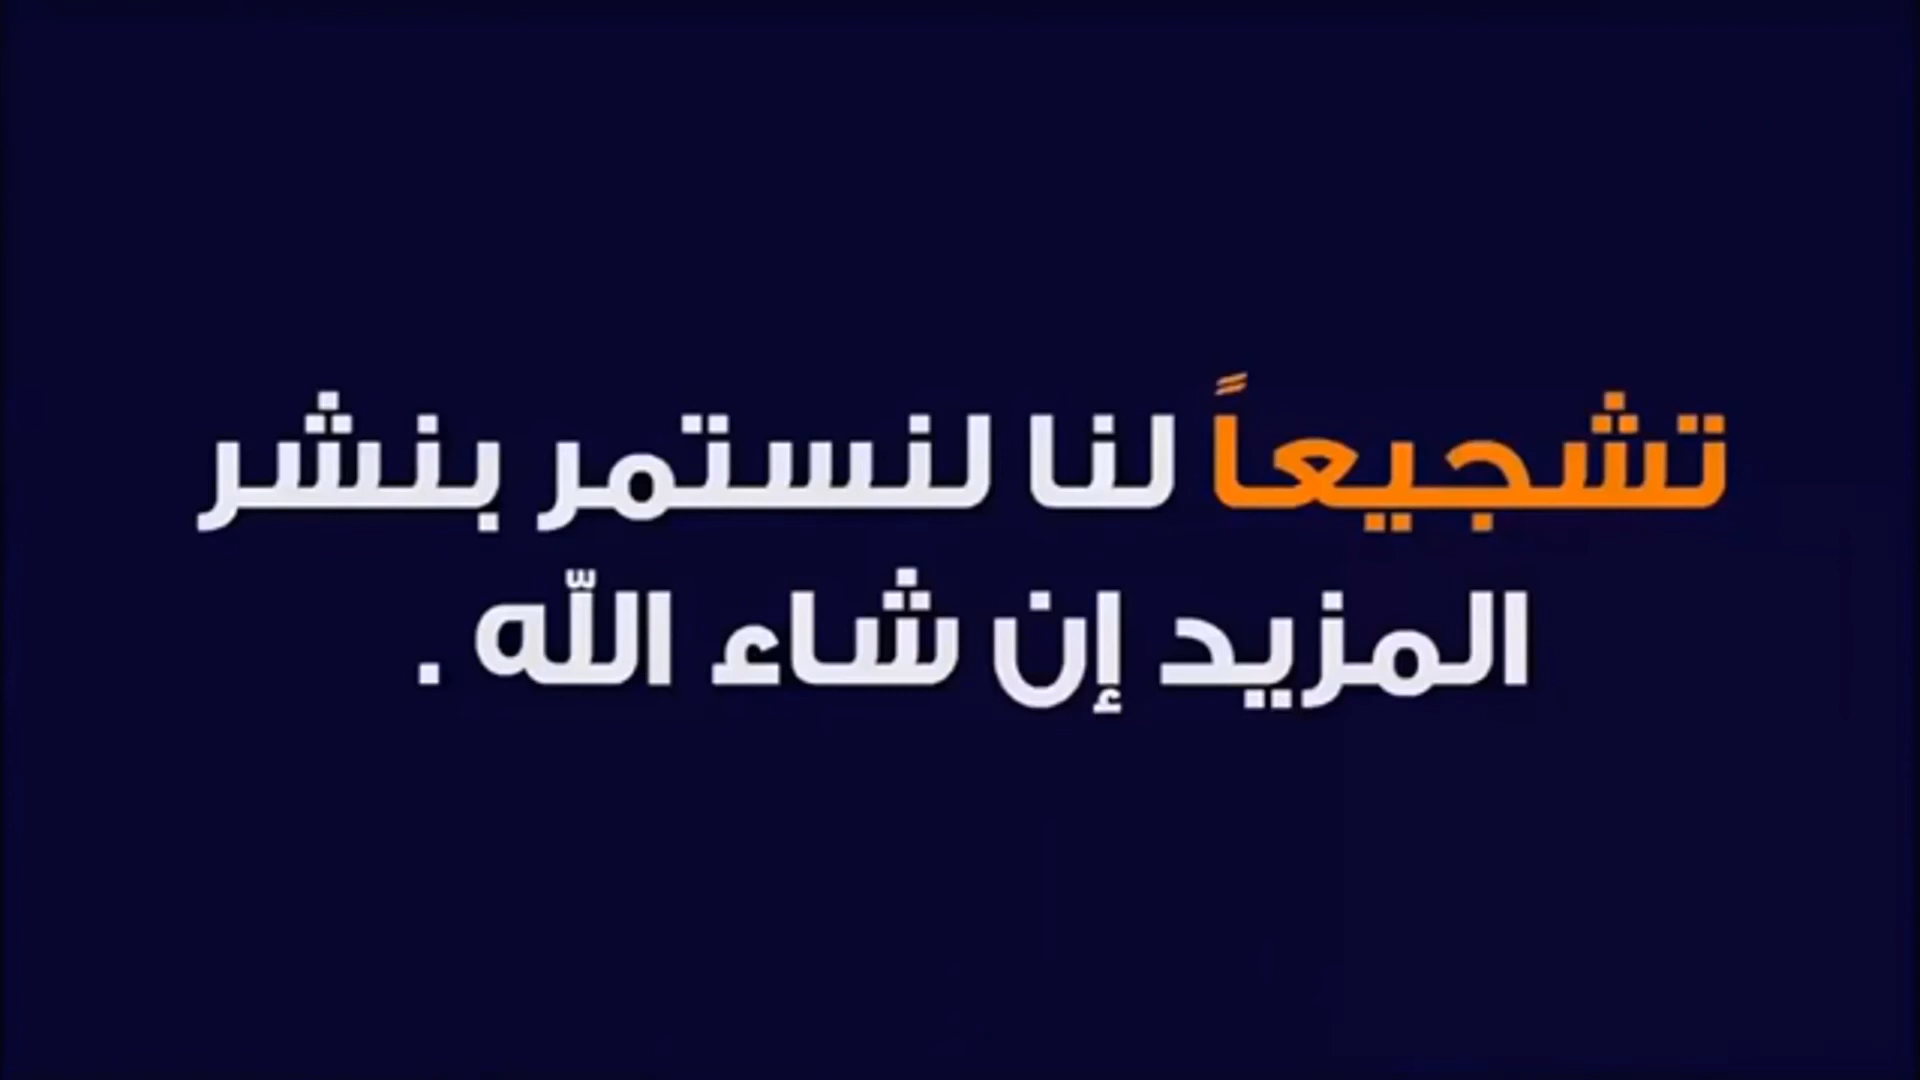 تشجيعاً لنا لنستمر بنشر
المزيد إن شاء اللّه .